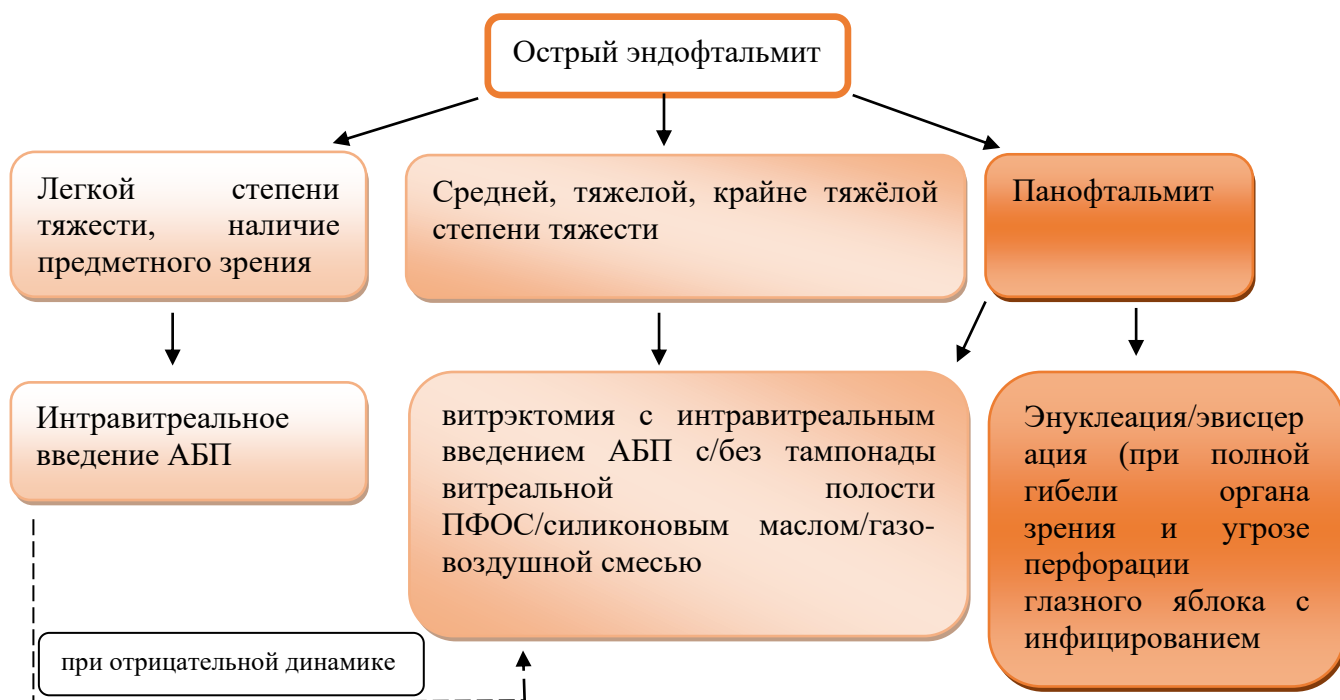 Острый эндофтальмит
Легкой степени
тяжести, наличие
предметного зрения
Средней, тяжелой, крайне тяжёлой
степени тяжести
Панофтальмит
Интравитреальное
введение АБП
витрэктомия с интравитреальным
введением АБП с/без тампонады
витреальной полости
ПФОС/силиконовым маслом/газо-
воздушной смесью
Энуклеация/эвисцер
ация (при полной
гибели органа
зрения и угрозе
перфорации
глазного яблока с
инфицированием
при отрицательной динамике